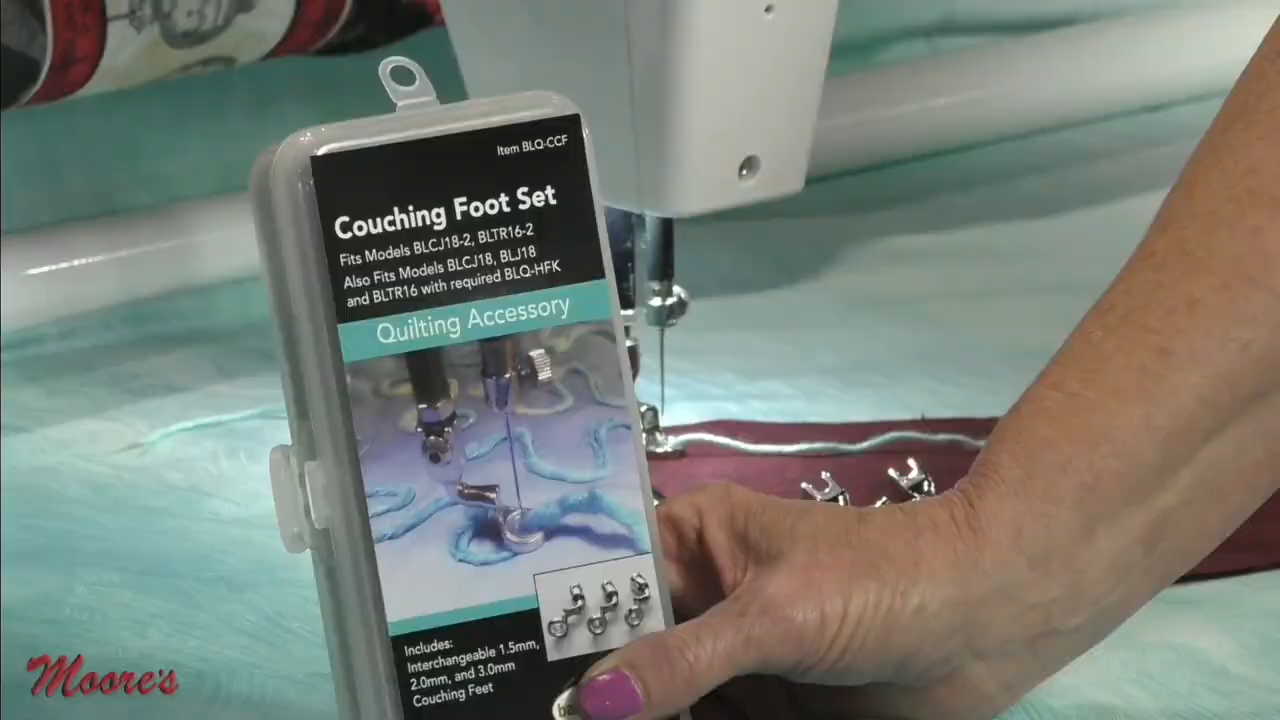 Item BLQ-CCF
Couching Foot Set
Fits Models BLCJ18-2, BLTR16-2
Also Fits Models BLCJ18, BLJ18
and BLTR16 with required BLQ-HFK
Quilting Accessory
Includes:
Interchangeable 1.5mm,
2.0mm, and 3.0mm
Couching Feet
Moore's